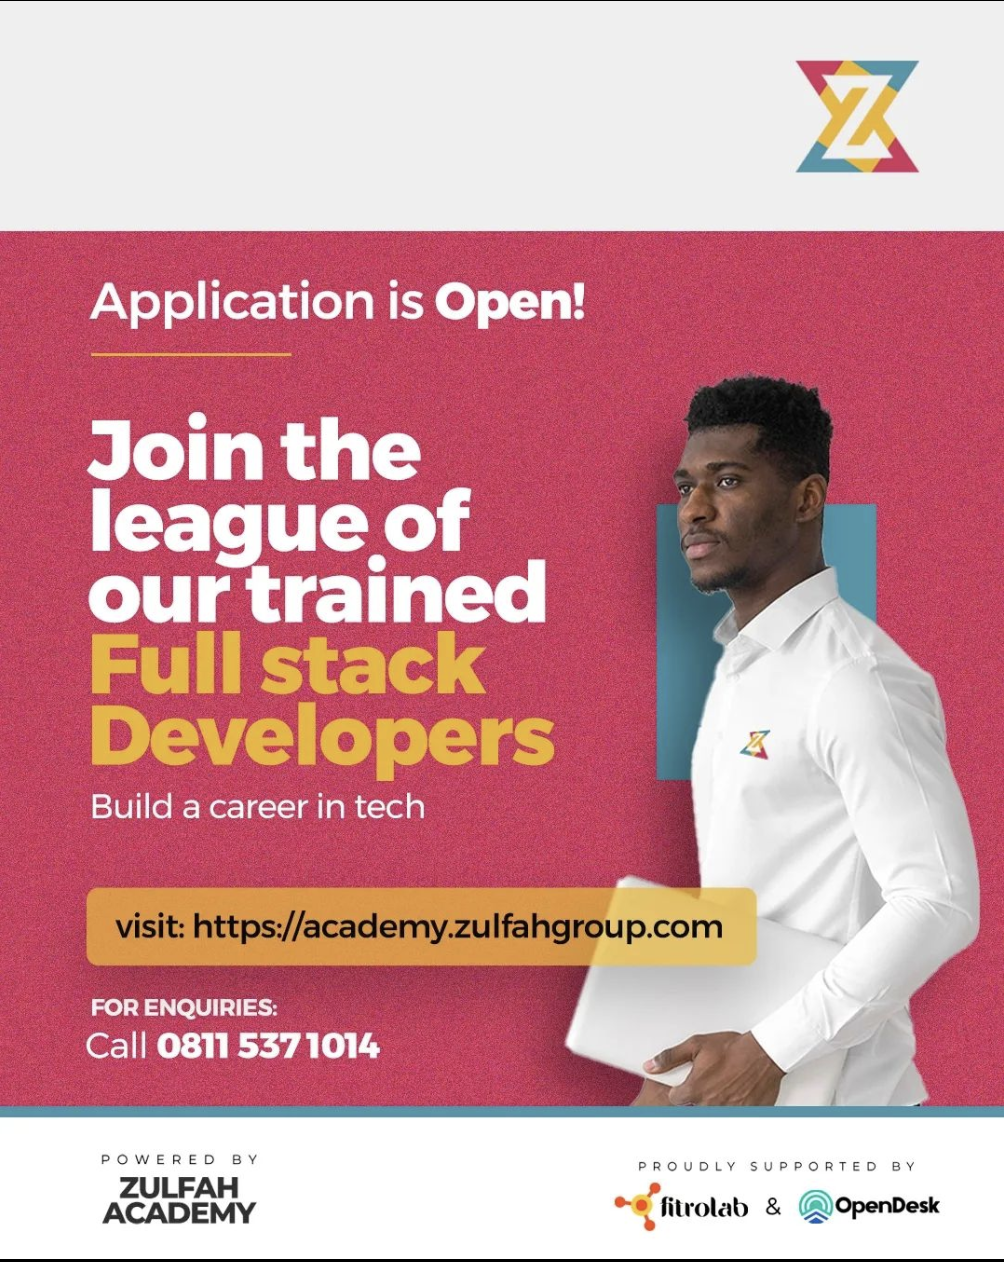 Application is Open!
Join the
league of
our trained
Full stack
Developers
Build a career in tech
visit: https://academy.zulfahgroup.com
FOR ENQUIRIES:
Call 0811 537 1014
POWERED BY
ZULFAH
ACADEMY
PROUDLY SUPPORTED BY
fitrolab & OpenDesk